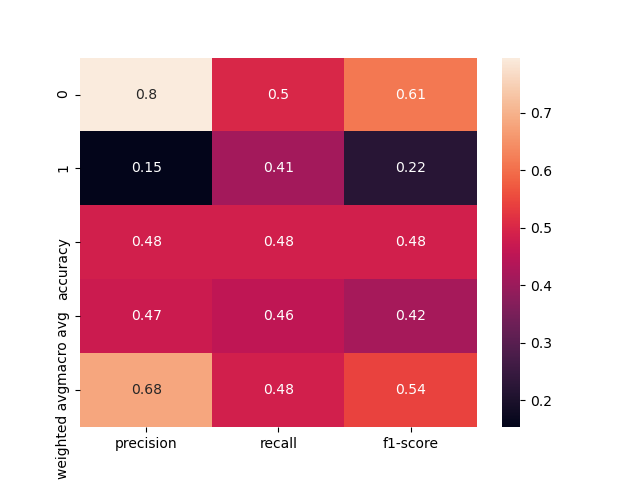 0 0.8 0.5 0.61
1 0.15 0.41 0.22
accuracy 0.48 0.48 0.48
macro avg 0.47 0.46 0.42
weighted avg 0.68 0.48 0.54
precision recall f1-score
0.7
0.6
0.5
0.4
0.3
0.2